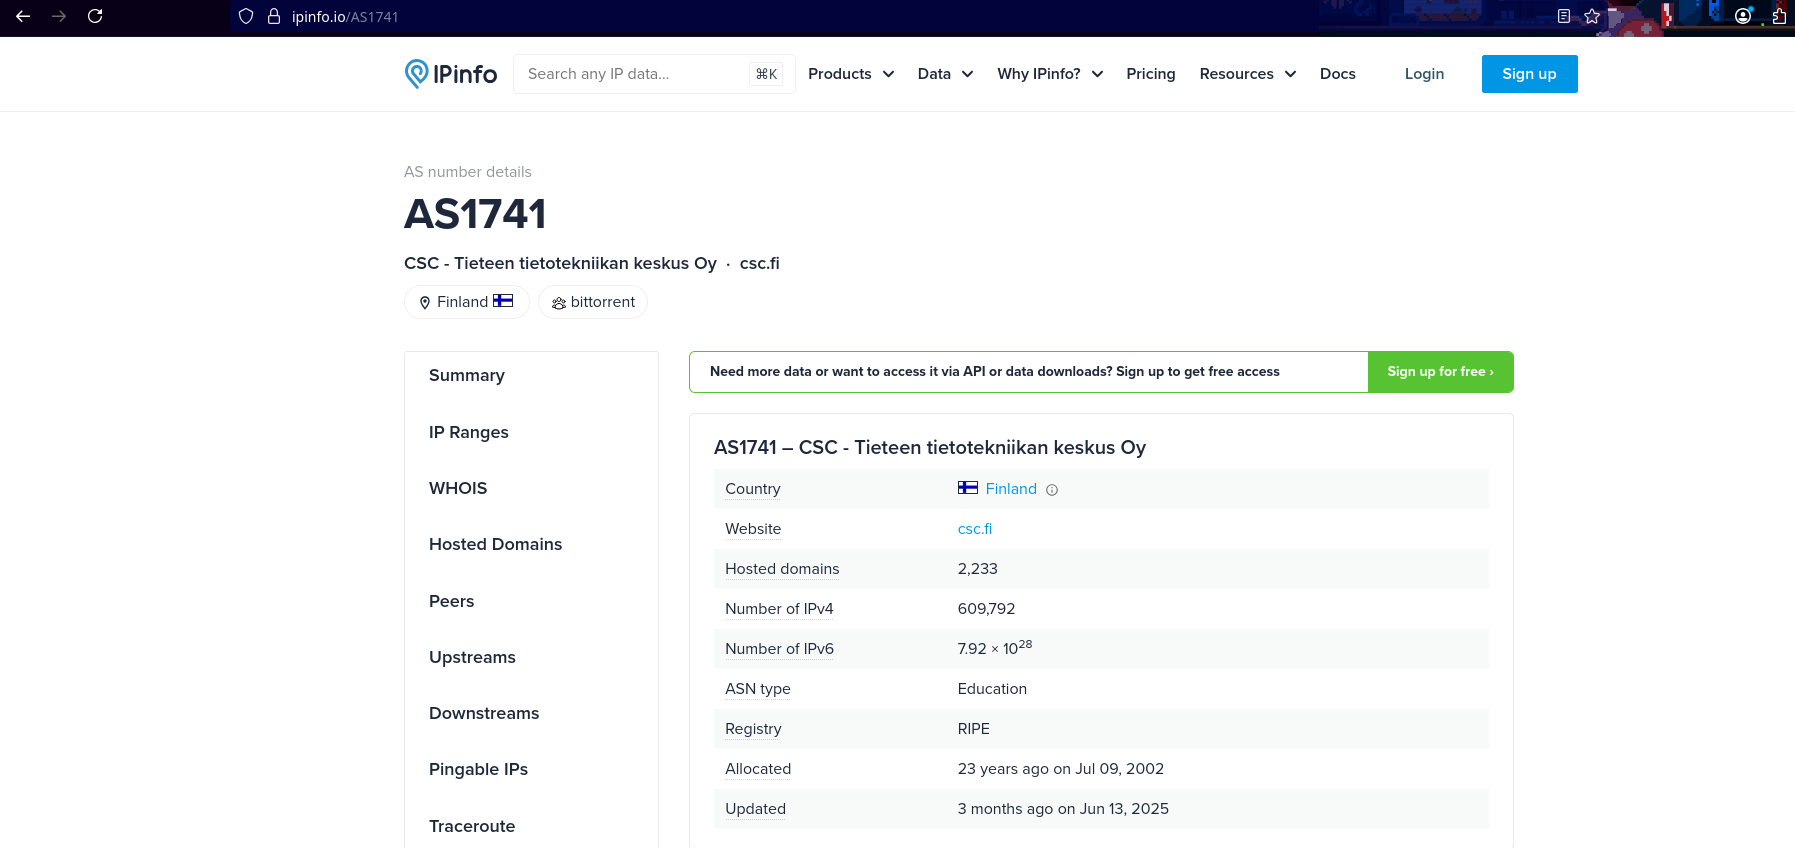 ipinfo.io/AS1741
IPinfo
Search any IP data...
⌘K
Products
Data
Why IPinfo?
Pricing
Resources
Docs
Login
Sign up
AS number details
AS1741
CSC - Tieteen tietotekniikan keskus Oy · csc.fi
Finland
bittorrent
Summary
IP Ranges
WHOIS
Hosted Domains
Peers
Upstreams
Downstreams
Pingable IPs
Traceroute
Need more data or want to access it via API or data downloads? Sign up to get free access
Sign up for free ›
AS1741 – CSC - Tieteen tietotekniikan keskus Oy
Country Finland
Website csc.fi
Hosted domains 2,233
Number of IPv4 609,792
Number of IPv6 7.92 × 10²⁸
ASN type Education
Registry RIPE
Allocated 23 years ago on Jul 09, 2002
Updated 3 months ago on Jun 13, 2025